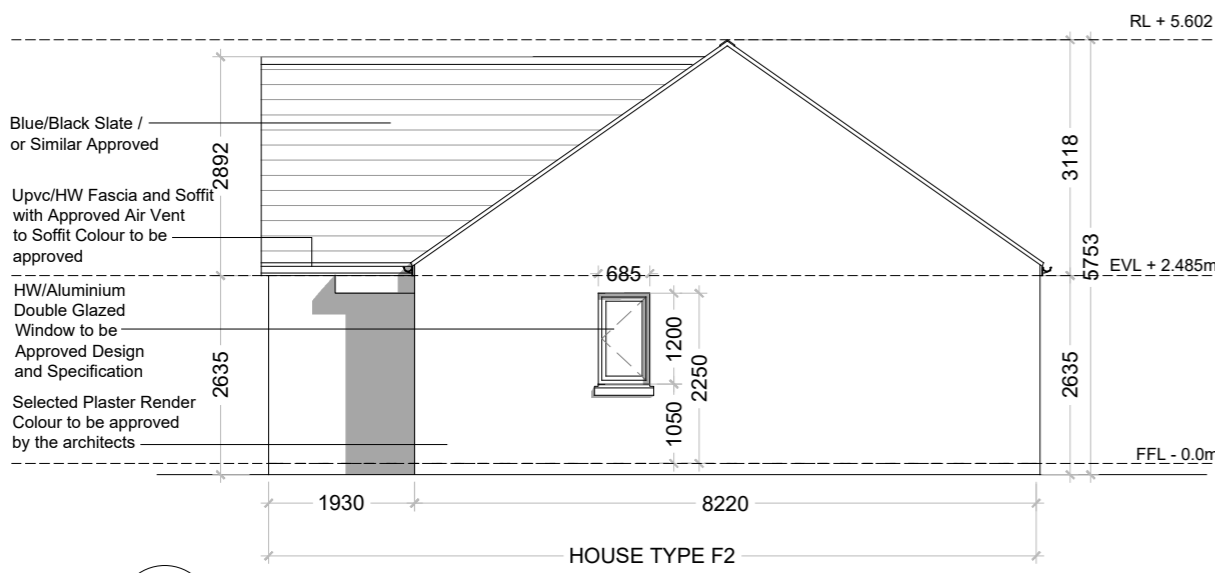 RL + 5.602
Blue/Black Slate /
or Similar Approved
2892
3118
Upvc/HW Fascia and Soffit
with Approved Air Vent
to Soffit Colour to be
approved
5753
EVL + 2.485m
685
HW/Aluminium
Double Glazed
Window to be
Approved Design
and Specification
1200
2250
1050
2635
2635
Selected Plaster Render
Colour to be approved
by the architects
FFL - 0.0m
1930
8220
HOUSE TYPE F2